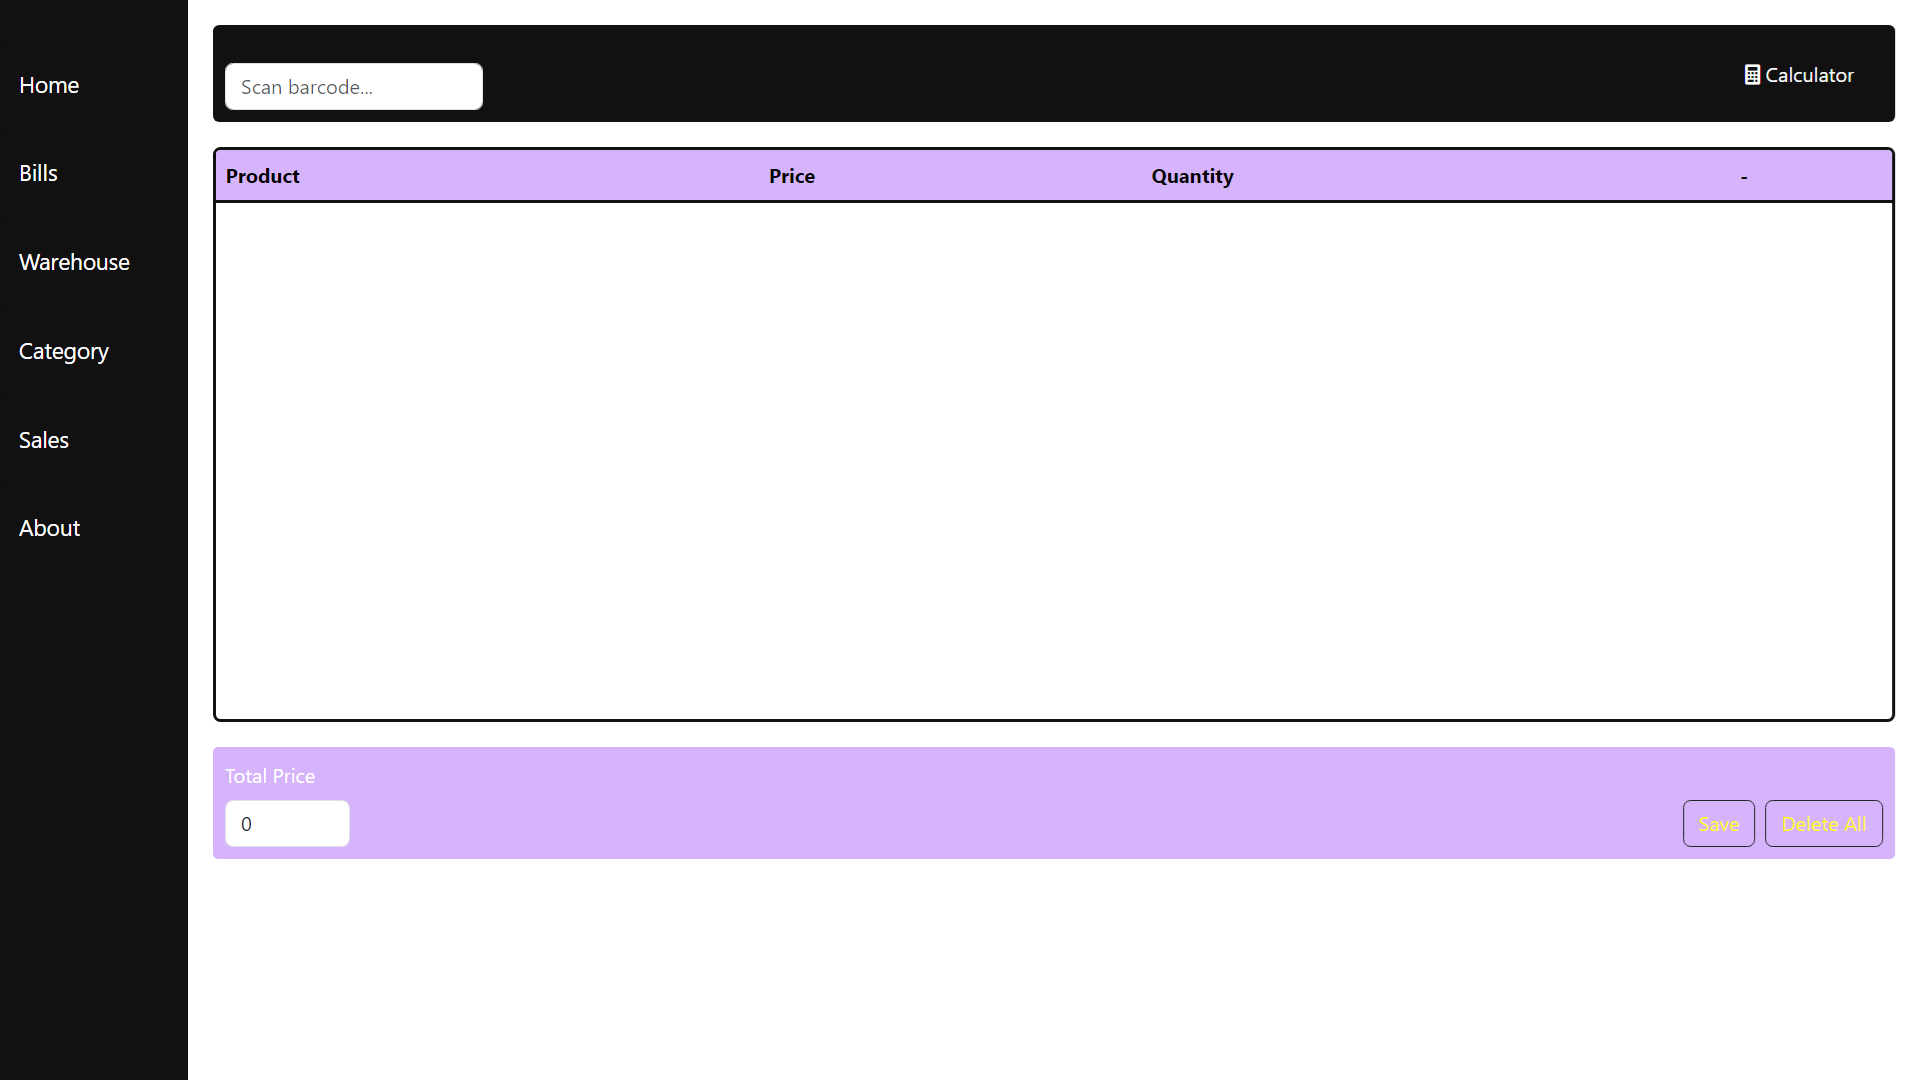 Home
Bills
Warehouse
Category
Sales
About
Scan barcode...
Calculator
Product Price Quantity -
Total Price
0
Save Delete All